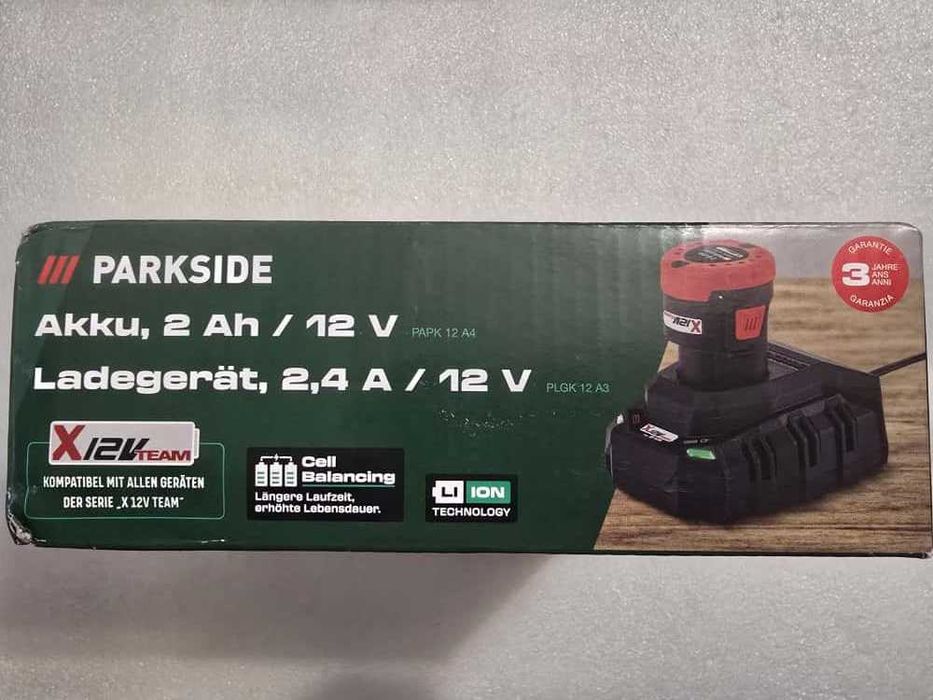 PARKSIDE
Akku, 2 Ah / 12 V PAPK 12 A4
Ladegerät, 2,4 A / 12 V PLGK 12 A3
X12V TEAM
KOMPATIBEL MIT ALLEN GERÄTEN
DER SERIE „X 12V TEAM“
Cell
Balancing
Längere Laufzeit,
erhöhte Lebensdauer.
LI ION
TECHNOLOGY
GARANTIE
3 JAHRE
ANS
ANNI
GARANZIA
X12V